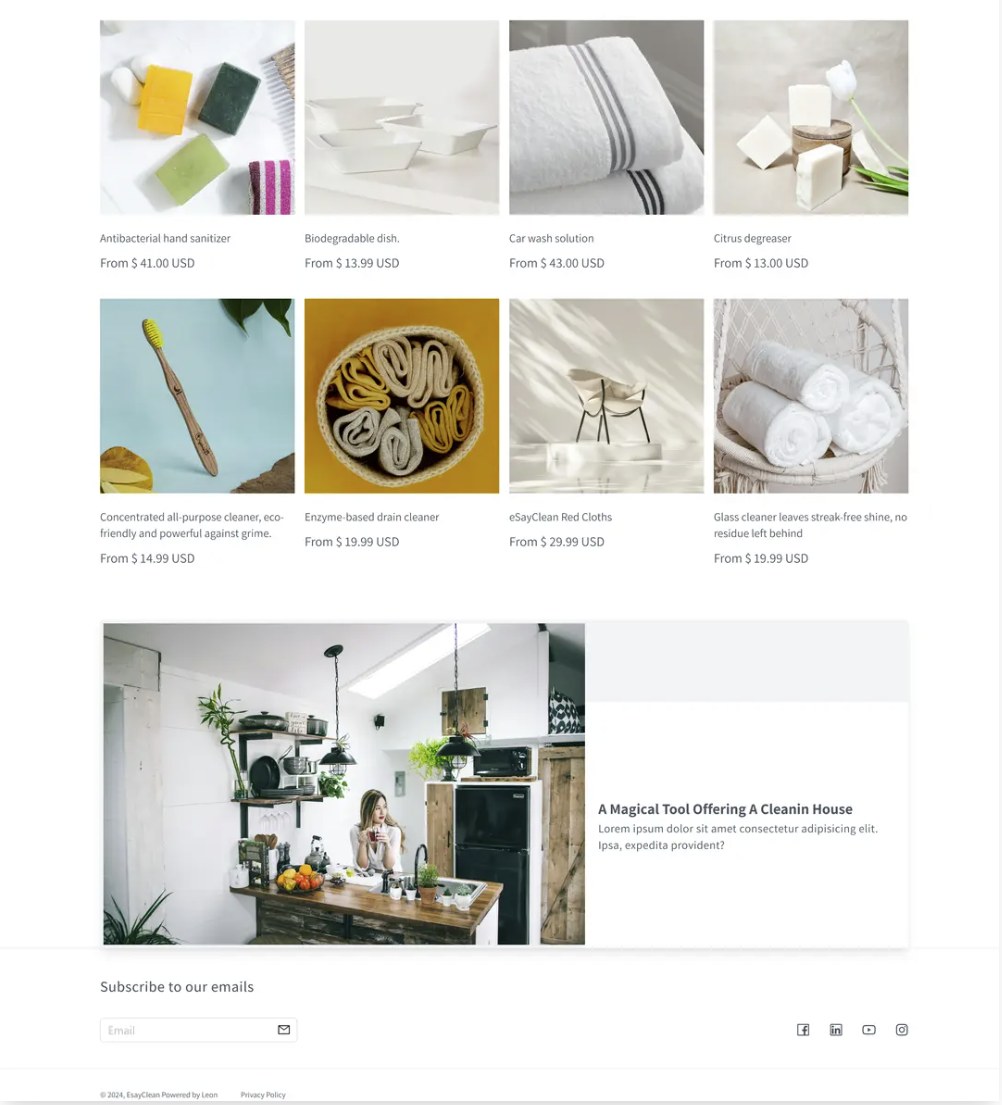 Antibacterial hand sanitizer
From $ 41.00 USD
Biodegradable dish.
From $ 13.99 USD
Car wash solution
From $ 43.00 USD
Citrus degreaser
From $ 13.00 USD
Concentrated all-purpose cleaner, eco-
friendly and powerful against grime.
From $ 14.99 USD
Enzyme-based drain cleaner
From $ 19.99 USD
eSayClean Red Cloths
From $ 29.99 USD
Glass cleaner leaves streak-free shine, no
residue left behind
From $ 19.99 USD
A Magical Tool Offering A Cleanin House
Lorem ipsum dolor sit amet consectetur adipisicing elit.
Ipsa, expedita provident?
Subscribe to our emails
Email
© 2024, EsayClean Powered by Leon
Privacy Policy